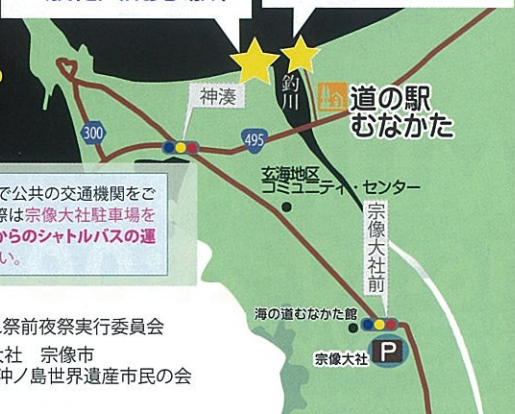 釣川
道の駅
むなかた
神湊
300
495
玄海地区
コミュニティ・センター
で公共の交通機関をご
際は宗像大社駐車場を
からのシャトルバスの運
い。
宗像大社前
海の道むなかた館
宗像大社
P
祭前夜祭実行委員会
大社 宗像市
沖ノ島世界遺産市民の会